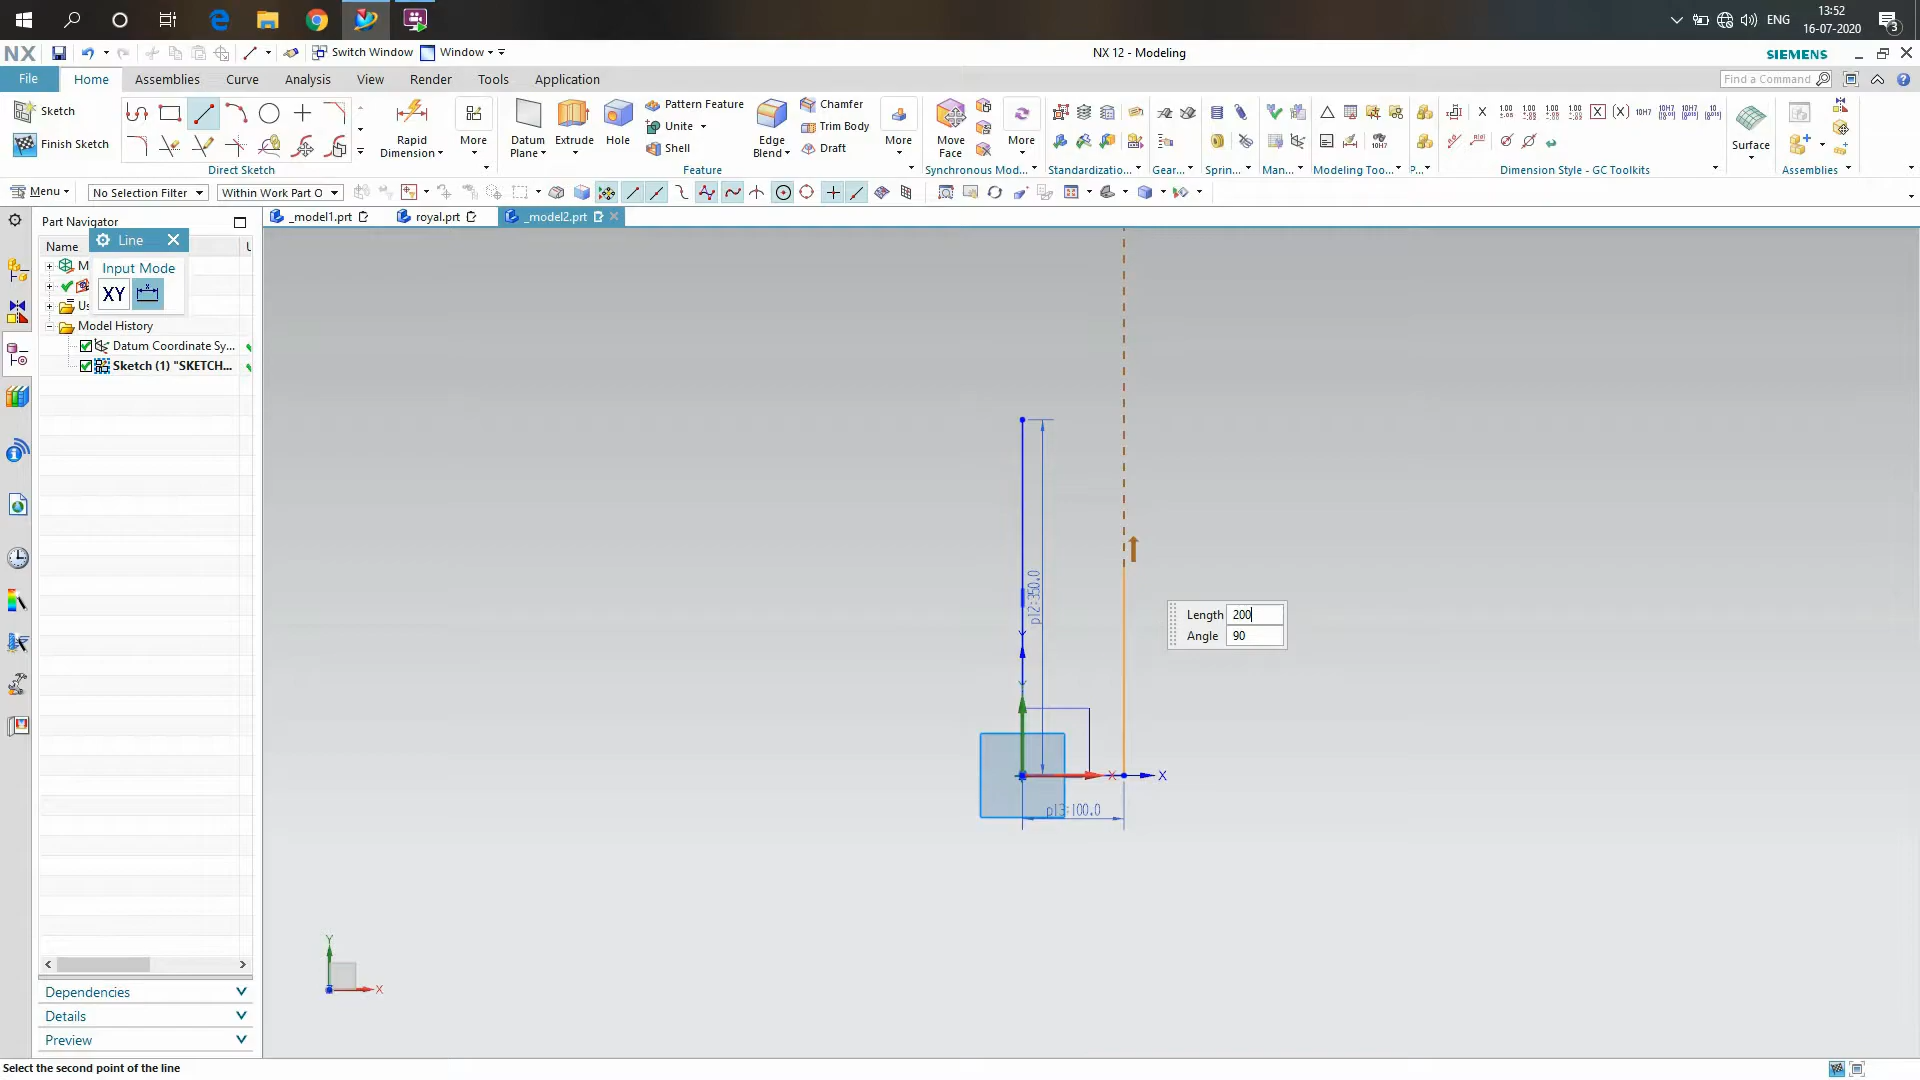 ENG
13:52
16-07-2020
3
NX
Switch Window
Window
NX 12 - Modeling
SIEMENS
File
Home
Assemblies
Curve
Analysis
View
Render
Tools
Application
Find a Command
Sketch
Finish Sketch
Rapid
Dimension
More
Datum
Plane
Extrude
Hole
Pattern Feature
Unite
Shell
Edge
Blend
Chamfer
Trim Body
Draft
More
Move
Face
More
Surface
Direct Sketch
Feature
Synchronous Mod...
Standardizatio...
Gear...
Sprin...
Man...
Modeling Too...
P...
Dimension Style - GC Toolkits
Assemblies
Menu
No Selection Filter
Within Work Part O
Part Navigator
_model1.prt
royal.prt
_model2.prt
Name
Line
Input Mode
XY
M
Us
Model History
Datum Coordinate Sy...
Sketch (1) "SKETCH...
p12:350.0
Length 200
Angle 90
X
X
p13:100.0
Y
X
Dependencies
Details
Preview
Select the second point of the line